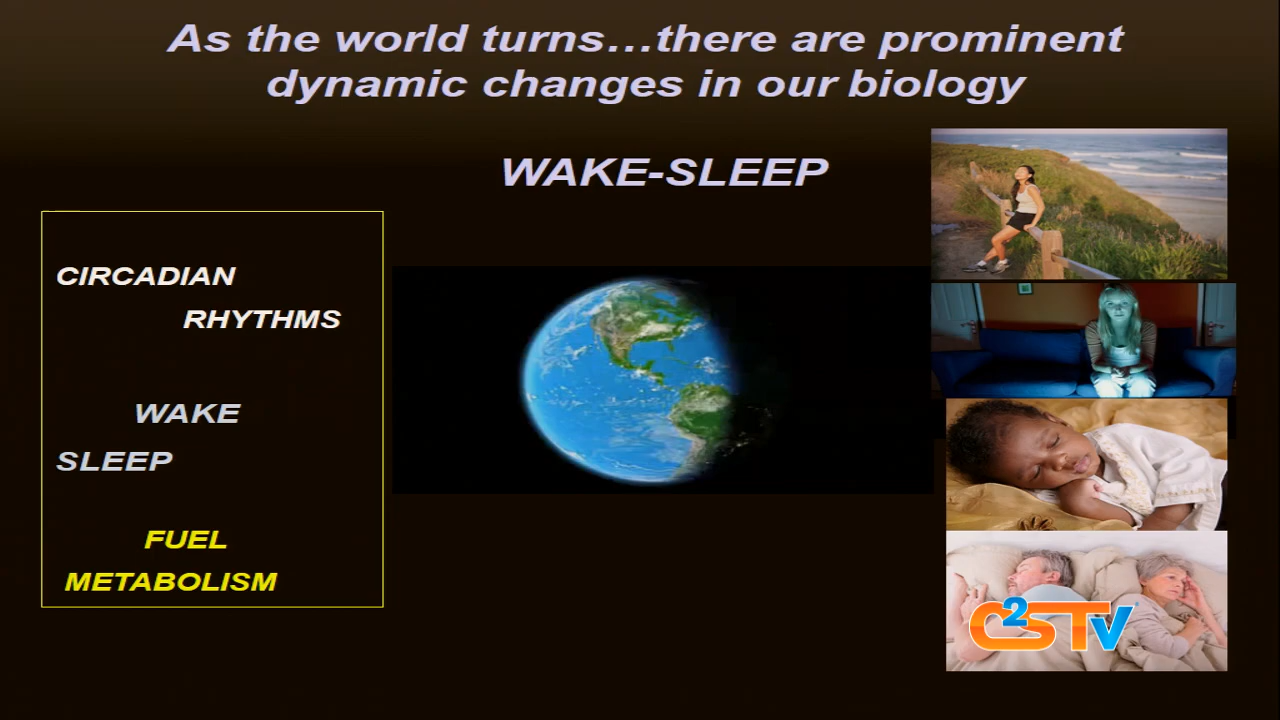 As the world turns…there are prominent
dynamic changes in our biology
WAKE-SLEEP
CIRCADIAN
RHYTHMS
WAKE
SLEEP
FUEL
METABOLISM
C2STV